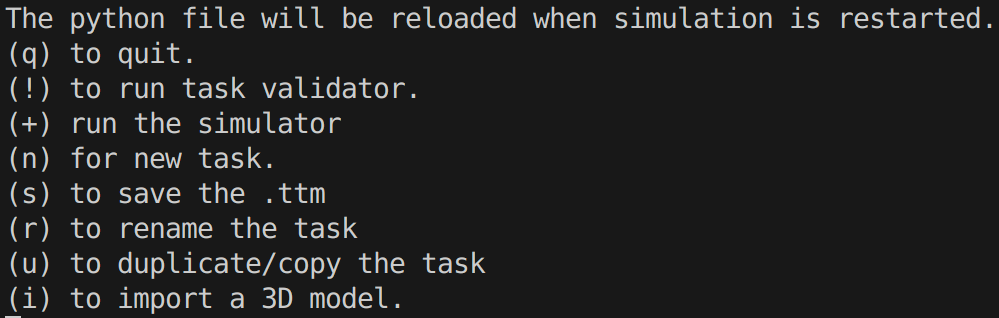 The python file will be reloaded when simulation is restarted.
(q) to quit.
(!) to run task validator.
(+) run the simulator
(n) for new task.
(s) to save the .ttm
(r) to rename the task
(u) to duplicate/copy the task
(i) to import a 3D model.